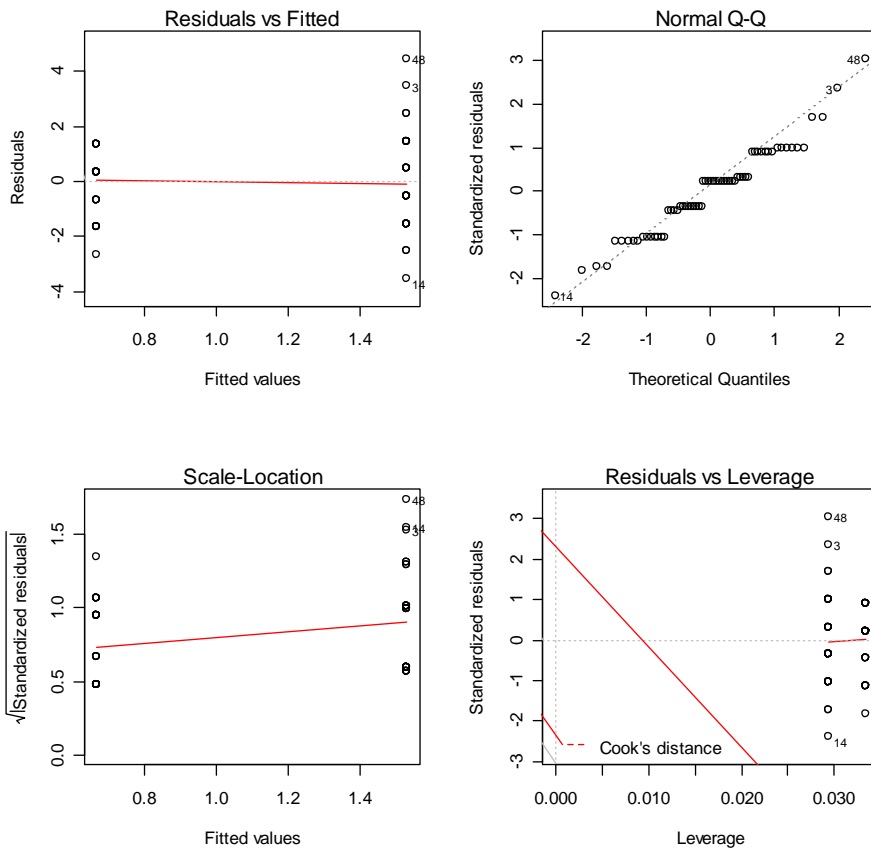 Residuals vs Fitted
Residuals
4
2
0
-2
-4
48
3
14
0.8 1.0 1.2 1.4
Fitted values
Normal Q-Q
Standardized residuals
3
2
1
0
-1
-2
48
3
14
-2 -1 0 1 2
Theoretical Quantiles
Scale-Location
√|Standardized residuals|
1.5
1.0
0.5
0.0
48
14
3
0.8 1.0 1.2 1.4
Fitted values
Residuals vs Leverage
Standardized residuals
3
2
1
0
-1
-2
-3
48
3
14
Cook's distance
0.000 0.010 0.020 0.030
Leverage